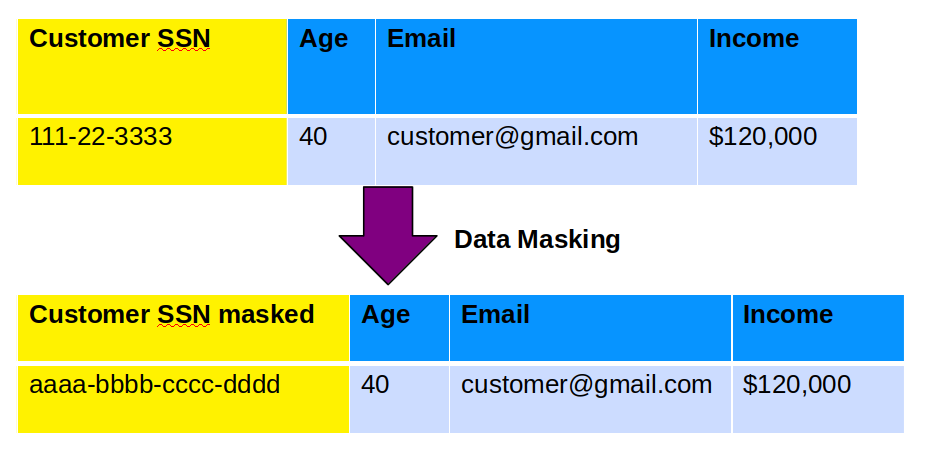 Customer SSN Age Email Income
111-22-3333 40 customer@gmail.com $120,000
Data Masking
Customer SSN masked Age Email Income
aaaa-bbbb-cccc-dddd 40 customer@gmail.com $120,000